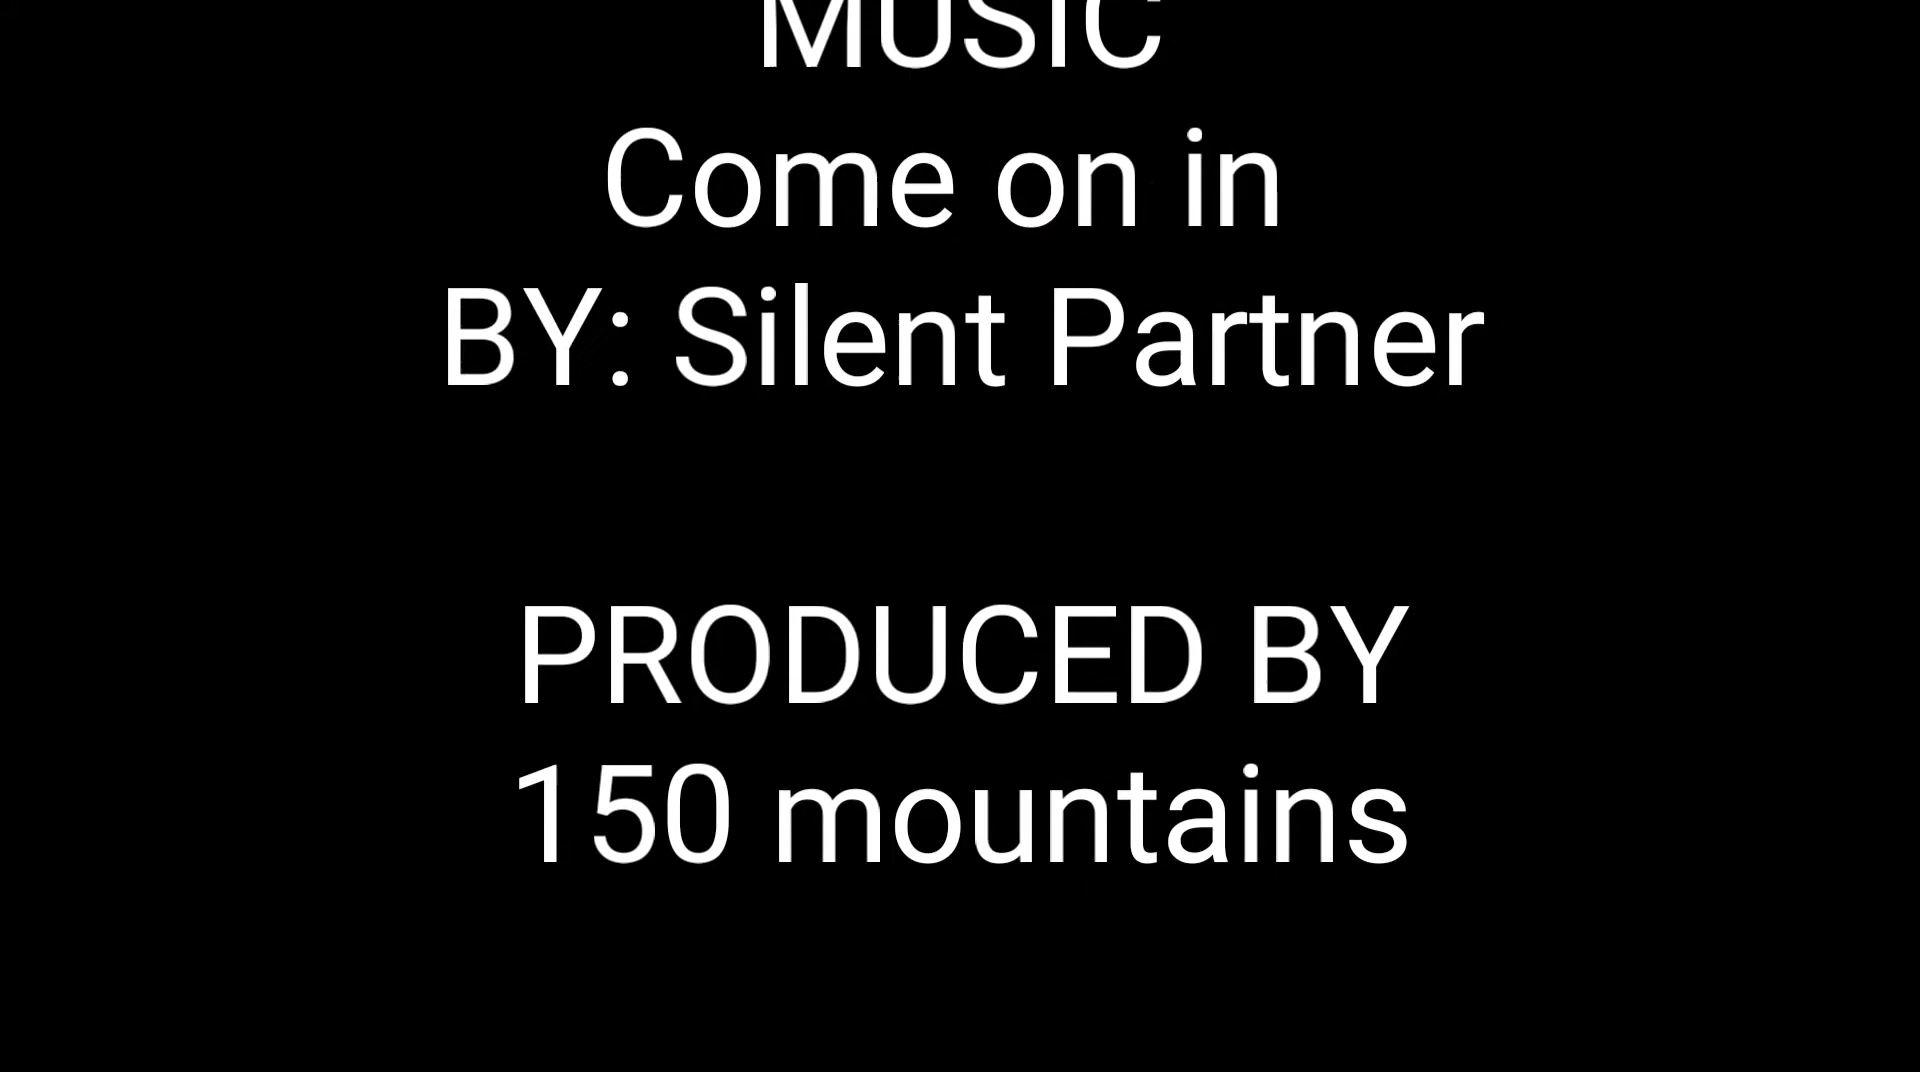 MUSIC
Come on in
BY: Silent Partner
PRODUCED BY
150 mountains